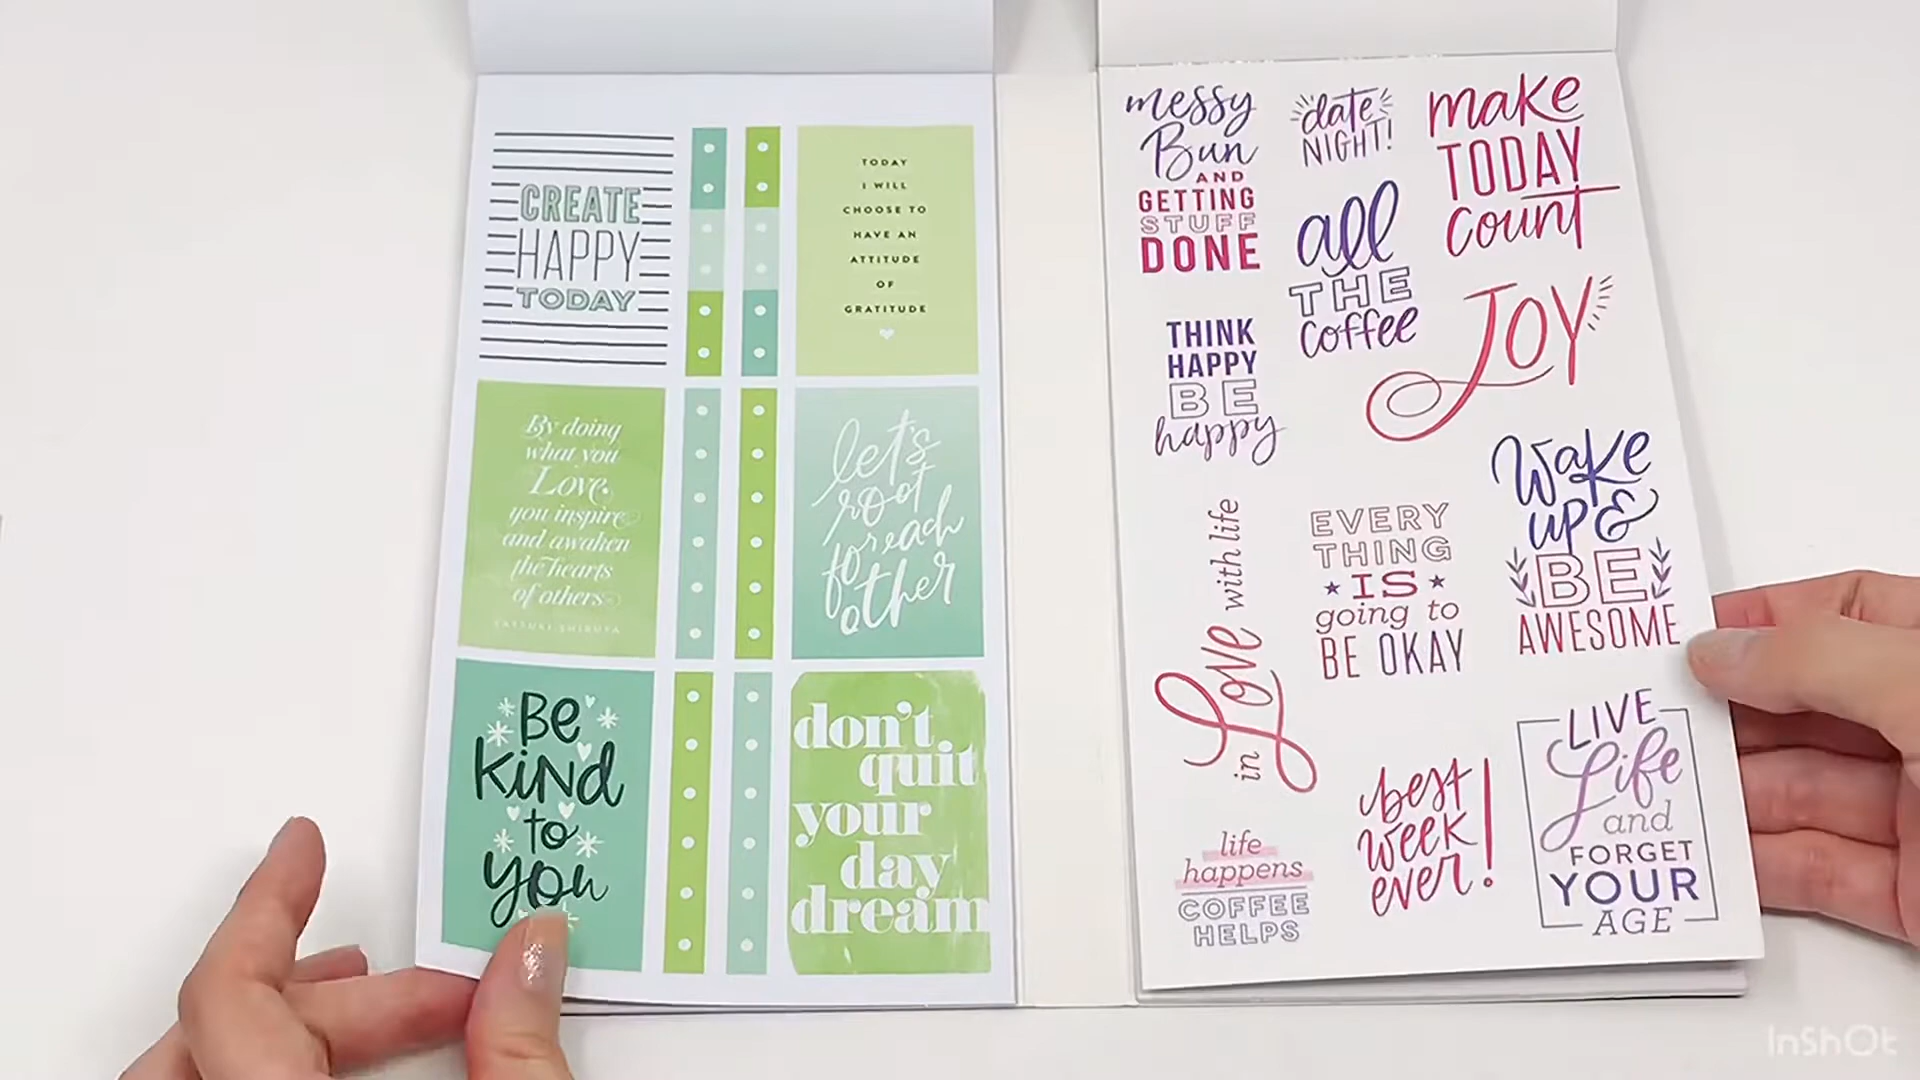 CREATE
HAPPY
TODAY
TODAY
I WILL
CHOOSE TO
HAVE AN
ATTITUDE
OF
GRATITUDE
By doing
what you
Love,
you inspire
and awaken
the hearts
of others
let's
root
for each
other
Be
kind
to
you
don't
quit
your
day
dream
messy
Bun
AND
GETTING
STUFF
DONE
date
NIGHT!
make
TODAY
count
all
THE
coffee
THINK
HAPPY
BE
happy
JOY
in Love with life
EVERY
THING
IS
going to
BE OKAY
Wake
up &
BE
AWESOME
life
happens
COFFEE
HELPS
best
week
ever!
LIVE
Life
and
FORGET
YOUR
AGE
InShOt